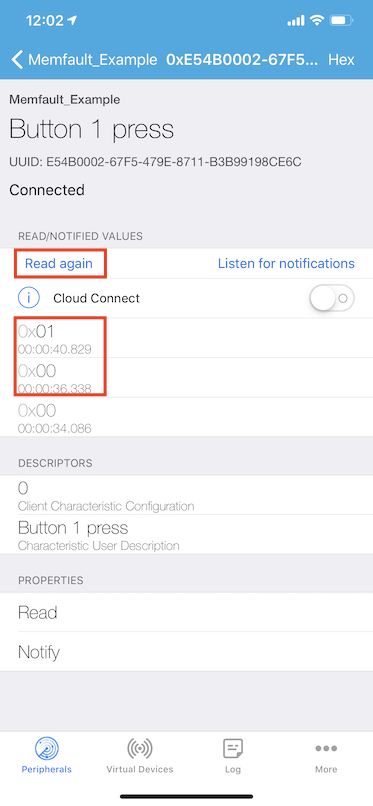 12:02
Memfault_Example 0xE54B0002-67F5... Hex
Memfault_Example
Button 1 press
UUID: E54B0002-67F5-479E-8711-B3B99198CE6C
Connected
READ/NOTIFIED VALUES
Read again Listen for notifications
Cloud Connect
0x01
00:00:40.829
0x00
00:00:36.338
0x00
00:00:34.086
DESCRIPTORS
0
Client Characteristic Configuration
Button 1 press
Characteristic User Description
PROPERTIES
Read
Notify
Peripherals Virtual Devices Log More